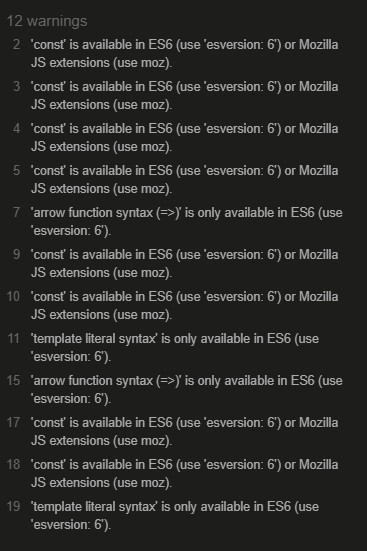 12 warnings
2 'const' is available in ES6 (use 'esversion: 6') or Mozilla
JS extensions (use moz).
3 'const' is available in ES6 (use 'esversion: 6') or Mozilla
JS extensions (use moz).
4 'const' is available in ES6 (use 'esversion: 6') or Mozilla
JS extensions (use moz).
5 'const' is available in ES6 (use 'esversion: 6') or Mozilla
JS extensions (use moz).
7 'arrow function syntax (=>)' is only available in ES6 (use
'esversion: 6').
9 'const' is available in ES6 (use 'esversion: 6') or Mozilla
JS extensions (use moz).
10 'const' is available in ES6 (use 'esversion: 6') or Mozilla
JS extensions (use moz).
11 'template literal syntax' is only available in ES6 (use
'esversion: 6').
15 'arrow function syntax (=>)' is only available in ES6 (use
'esversion: 6').
17 'const' is available in ES6 (use 'esversion: 6') or Mozilla
JS extensions (use moz).
18 'const' is available in ES6 (use 'esversion: 6') or Mozilla
JS extensions (use moz).
19 'template literal syntax' is only available in ES6 (use
'esversion: 6').